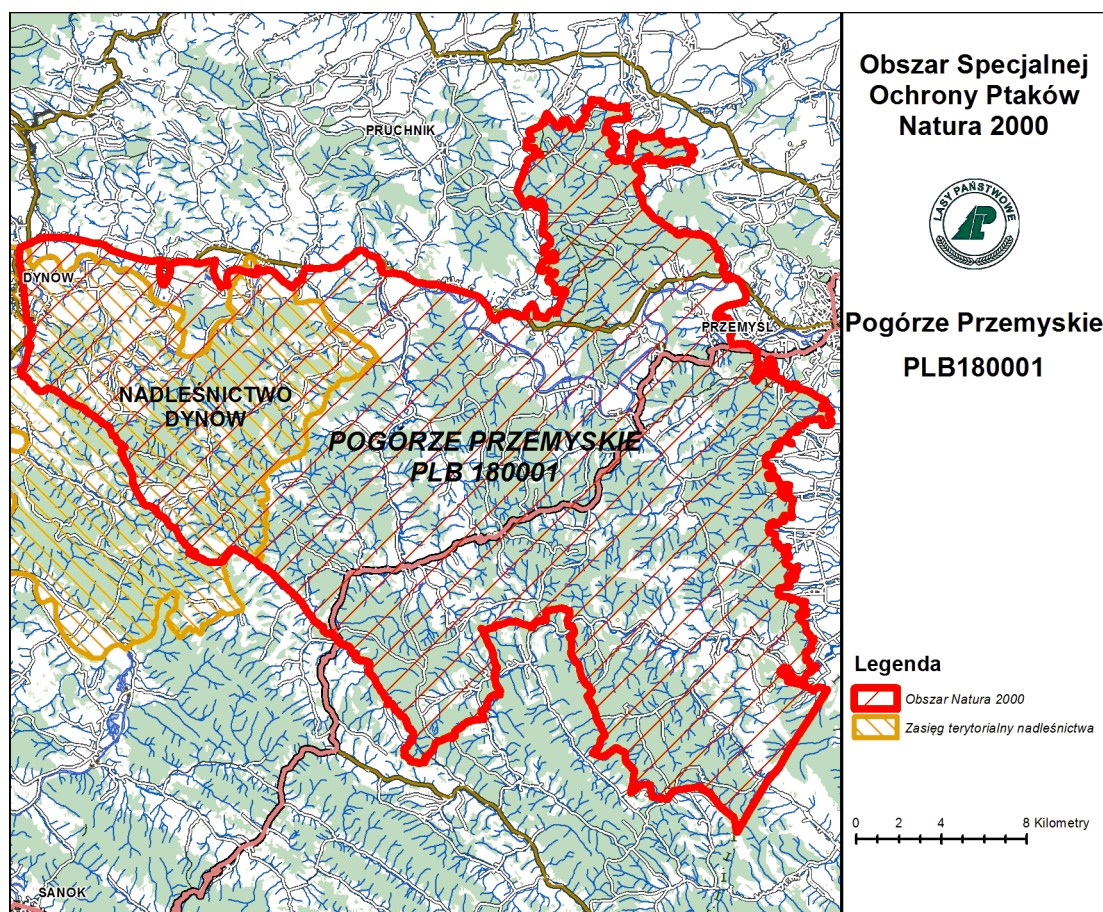 PRUCHNIK
DYNÓW
PRZEMYŚL
NADLEŚNICTWO
DYNÓW
POGÓRZE PRZEMYSKIE
PLB 180001
SANOK
Obszar Specjalnej
Ochrony Ptaków
Natura 2000
LASY PAŃSTWOWE
Pogórze Przemyskie
PLB180001
Legenda
Obszar Natura 2000
Zasięg terytorialny nadleśnictwa
0 2 4 8 Kilometry